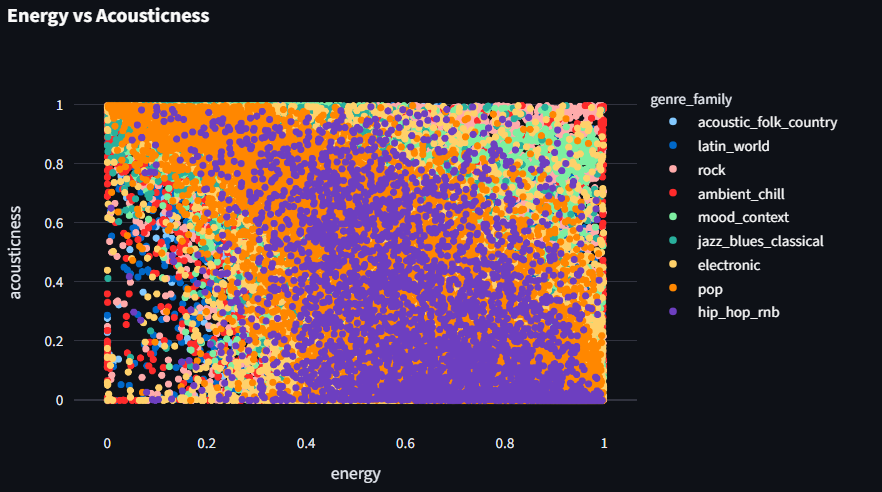 Energy vs Acousticness
genre_family
acoustic_folk_country
latin_world
rock
ambient_chill
mood_context
jazz_blues_classical
electronic
pop
hip_hop_rnb
acousticness
1
0.8
0.6
0.4
0.2
0
0 0.2 0.4 0.6 0.8 1
energy